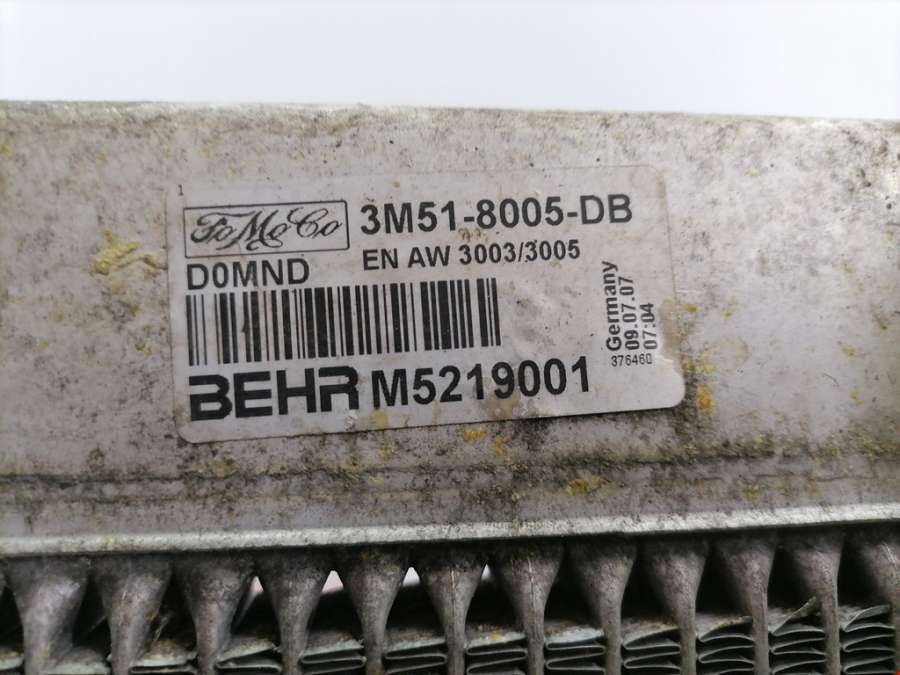 1
FoMoCo 3M51-8005-DB
D0MND EN AW 3003/3005
BEHR M5219001
Germany
09.07.07
07:04
376460